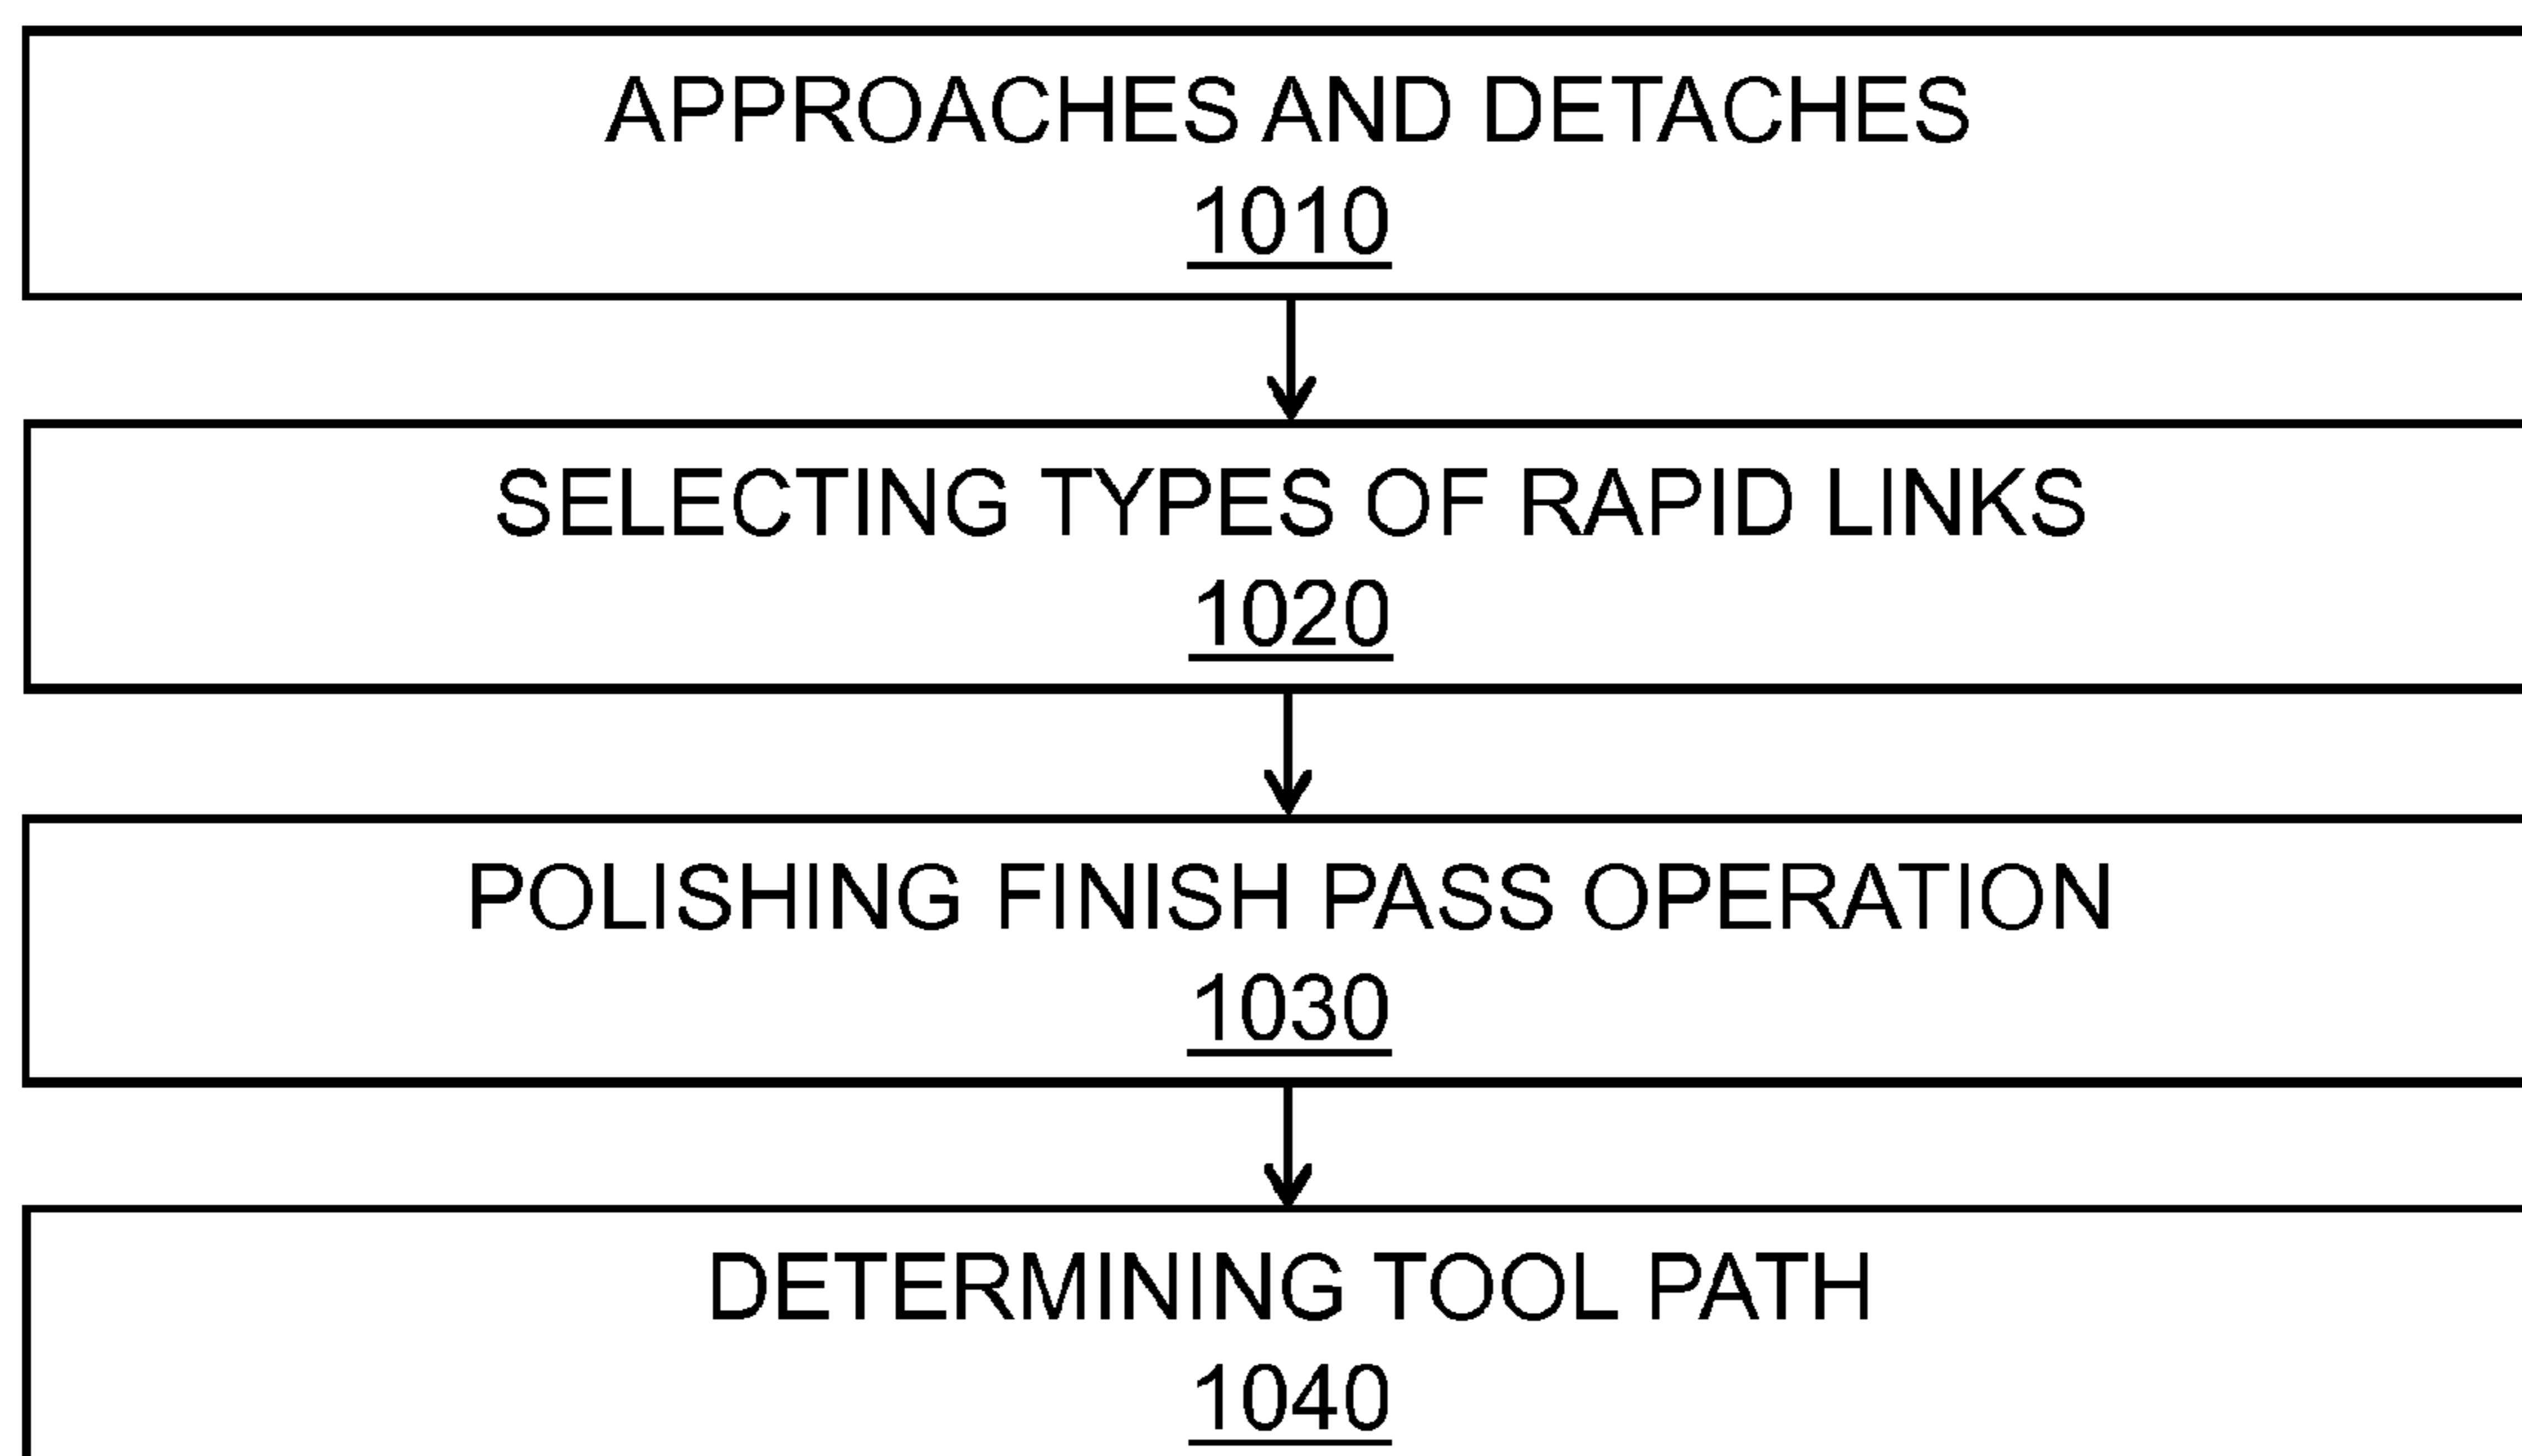 APPROACHES AND DETACHES
1010
SELECTING TYPES OF RAPID LINKS
1020
POLISHING FINISH PASS OPERATION
1030
DETERMINING TOOL PATH
1040